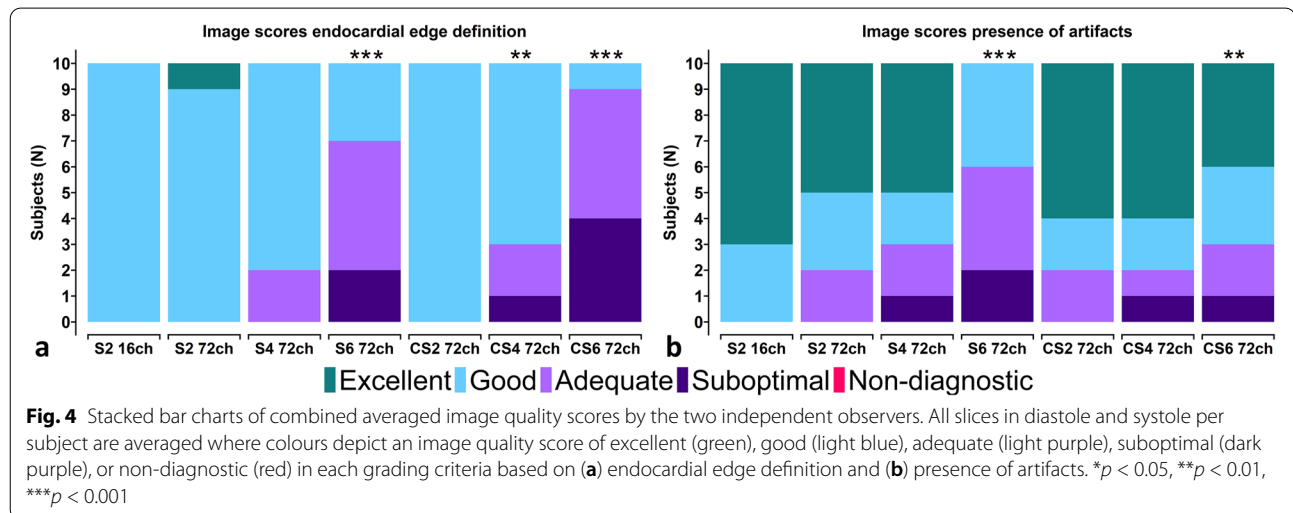 Image scores endocardial edge definition
*** ** ***
Subjects (N)
10
9
8
7
6
5
4
3
2
1
0
S2 16ch S2 72ch S4 72ch S6 72ch CS2 72ch CS4 72ch CS6 72ch
a
Image scores presence of artifacts
*** **
Subjects (N)
10
9
8
7
6
5
4
3
2
1
0
S2 16ch S2 72ch S4 72ch S6 72ch CS2 72ch CS4 72ch CS6 72ch
b
Excellent Good Adequate Suboptimal Non-diagnostic
Fig. 4 Stacked bar charts of combined averaged image quality scores by the two independent observers. All slices in diastole and systole per
subject are averaged where colours depict an image quality score of excellent (green), good (light blue), adequate (light purple), suboptimal (dark
purple), or non-diagnostic (red) in each grading criteria based on (a) endocardial edge definition and (b) presence of artifacts. *p < 0.05, **p < 0.01,
***p < 0.001